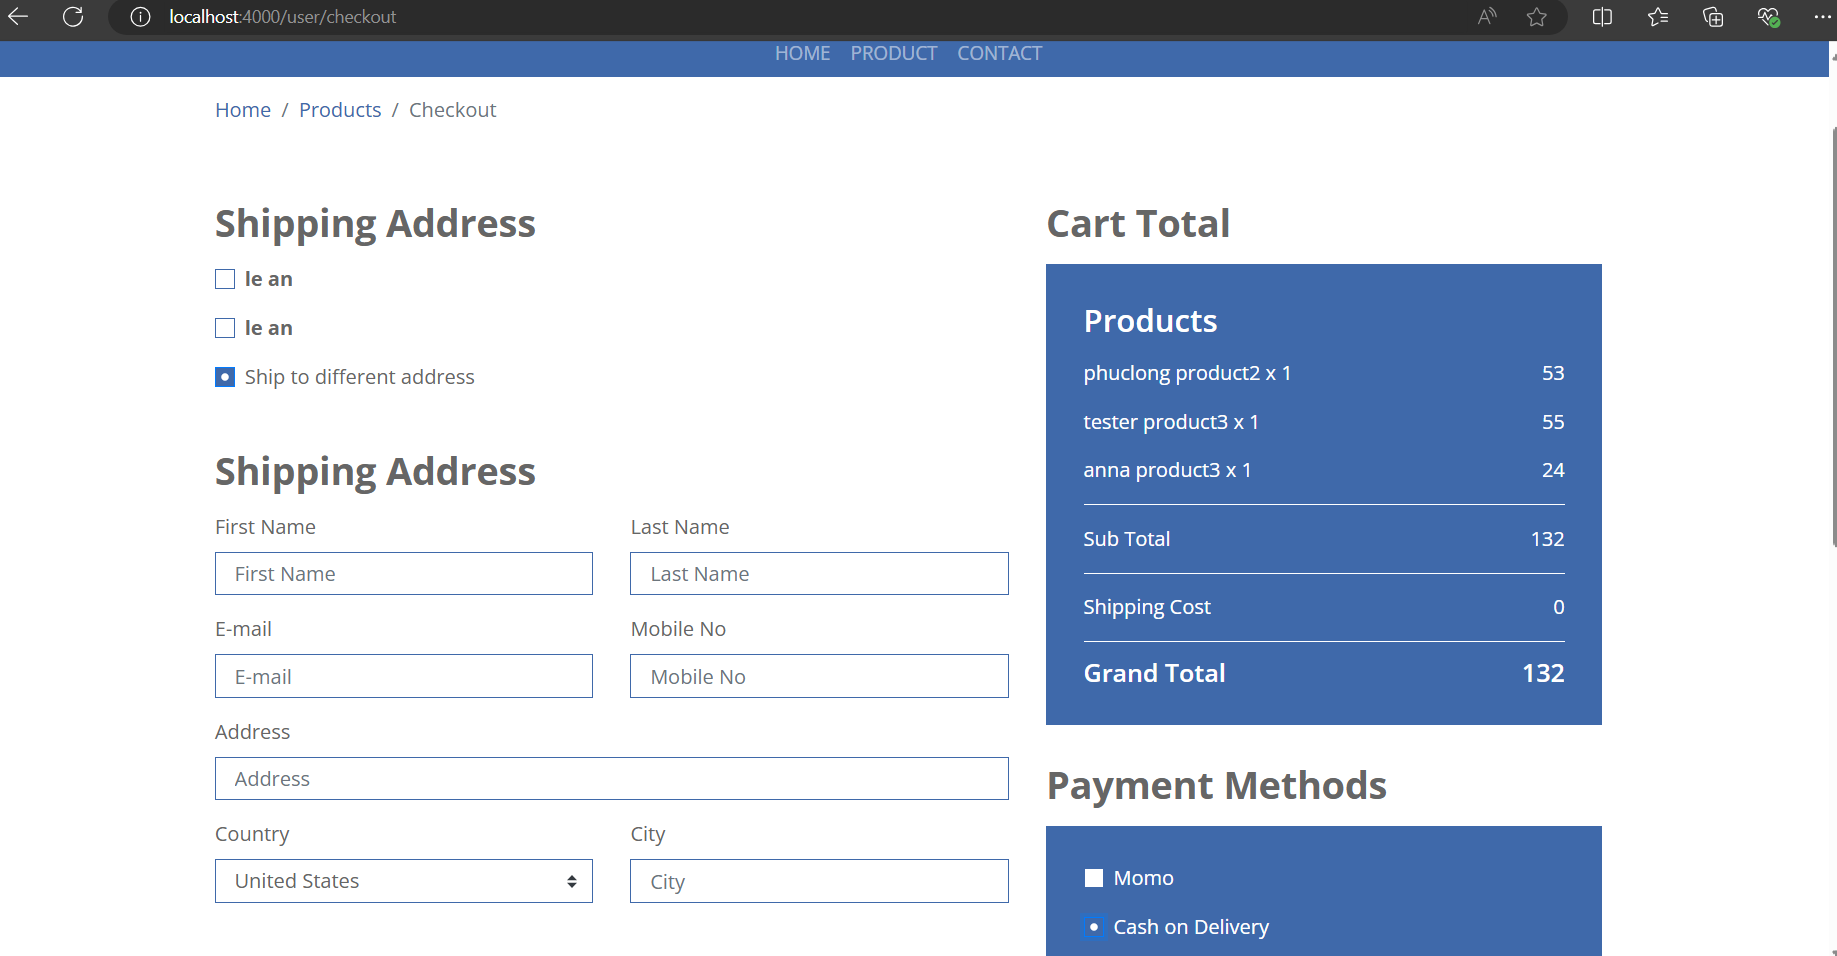 localhost:4000/user/checkout
HOME PRODUCT CONTACT
Home / Products / Checkout
Shipping Address
le an
le an
Ship to different address
Shipping Address
First Name Last Name
First Name Last Name
E-mail Mobile No
E-mail Mobile No
Address
Address
Country City
United States City
Cart Total
Products
phuclong product2 x 1 53
tester product3 x 1 55
anna product3 x 1 24
Sub Total 132
Shipping Cost 0
Grand Total 132
Payment Methods
Momo
Cash on Delivery